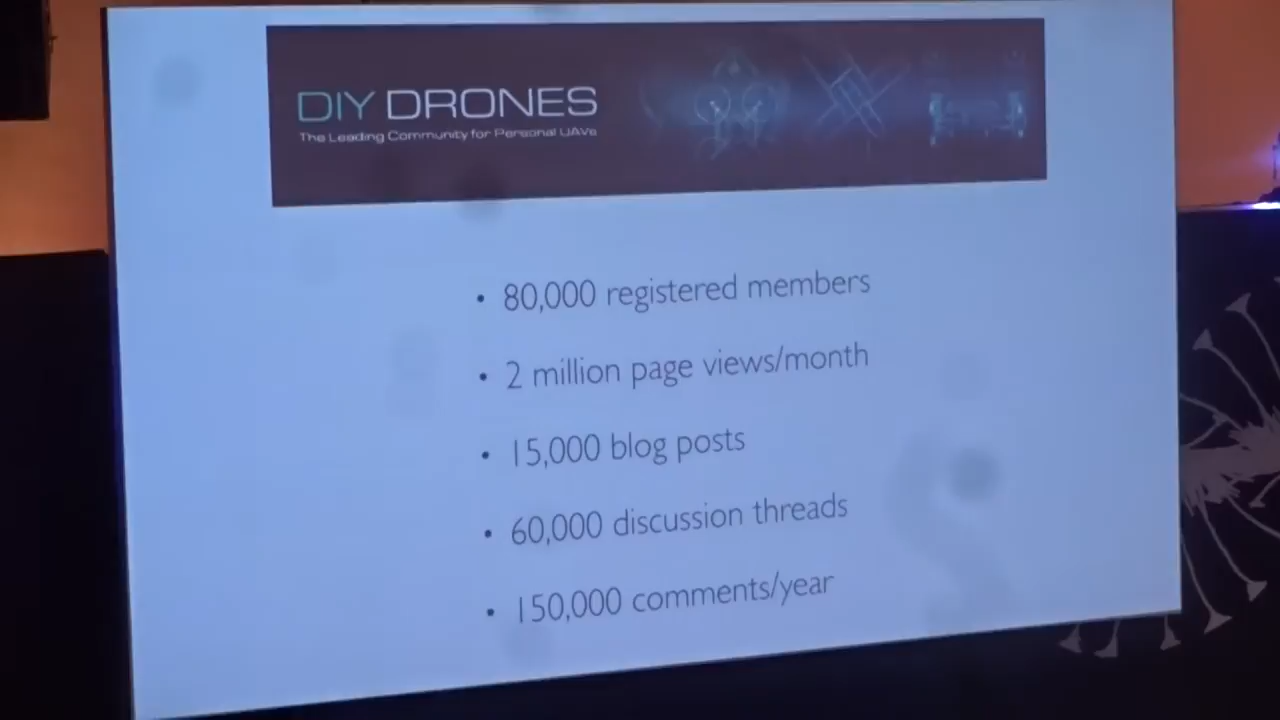 DIY DRONES
The Leading Community for Personal UAVs
• 80,000 registered members
• 2 million page views/month
• 15,000 blog posts
• 60,000 discussion threads
• 150,000 comments/year